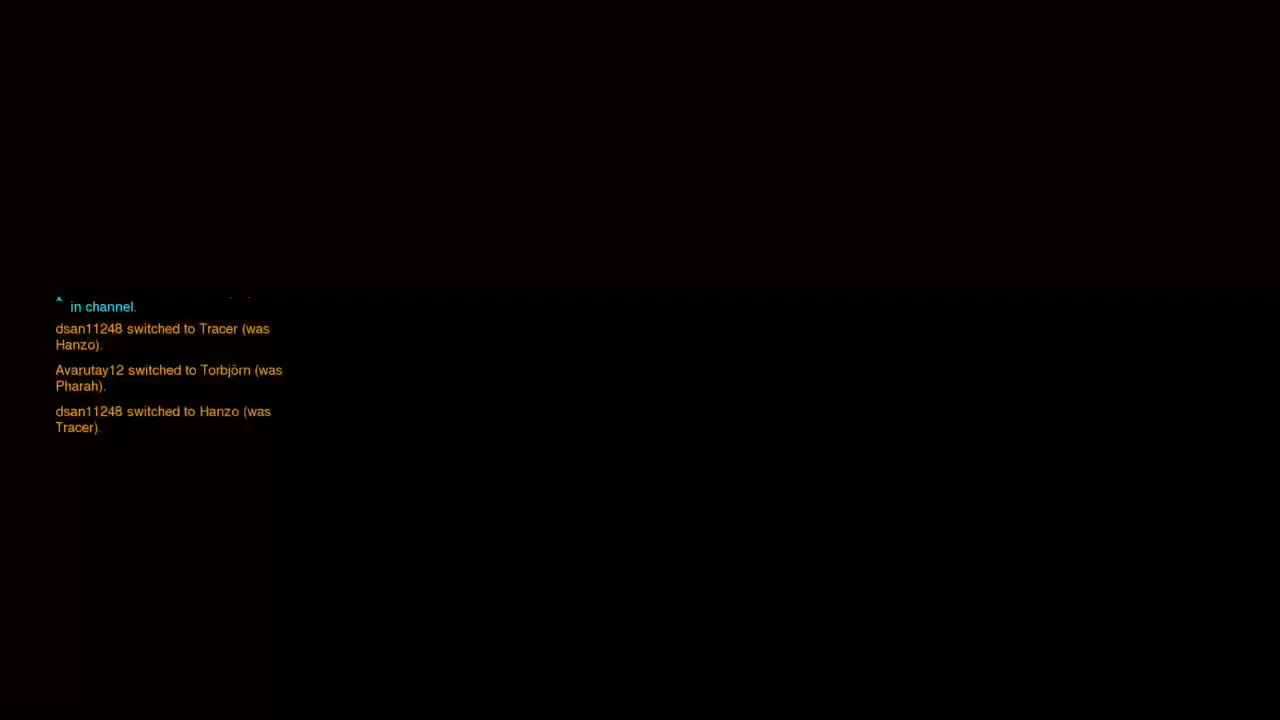 in channel.
dsan11248 switched to Tracer (was
Hanzo).
Avarutay12 switched to Torbjörn (was
Pharah).
dsan11248 switched to Hanzo (was
Tracer).